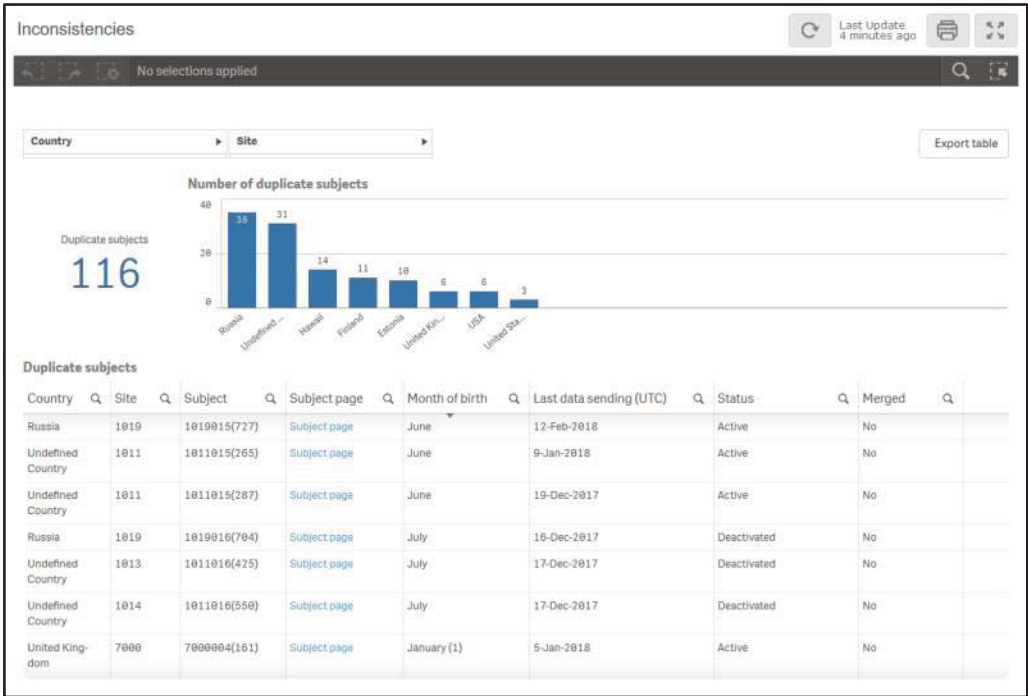 Inconsistencies
Last Update
4 minutes ago
No selections applied
Country
Site
Export table
Number of duplicate subjects
Duplicate subjects
116
40
20
0
35
31
14
11
10
6
6
3
Russia
Undefined ...
Hawaii
Finland
Estonia
United Kin...
USA
United Sta...
Duplicate subjects
Country Site Subject Subject page Month of birth Last data sending (UTC) Status Merged
Russia 1019 1019015(727) Subject page June 12-Feb-2018 Active No
Undefined 1011 1011015(265) Subject page June 9-Jan-2018 Active No
Country
Undefined 1011 1011015(287) Subject page June 19-Dec-2017 Active No
Country
Russia 1019 1019016(704) Subject page July 16-Dec-2017 Deactivated No
Undefined 1013 1011016(425) Subject page July 17-Dec-2017 Deactivated No
Country
Undefined 1014 1011016(550) Subject page July 17-Dec-2017 Deactivated No
Country
United King- 7000 7000004(161) Subject page January (1) 5-Jan-2018 Active No
dom